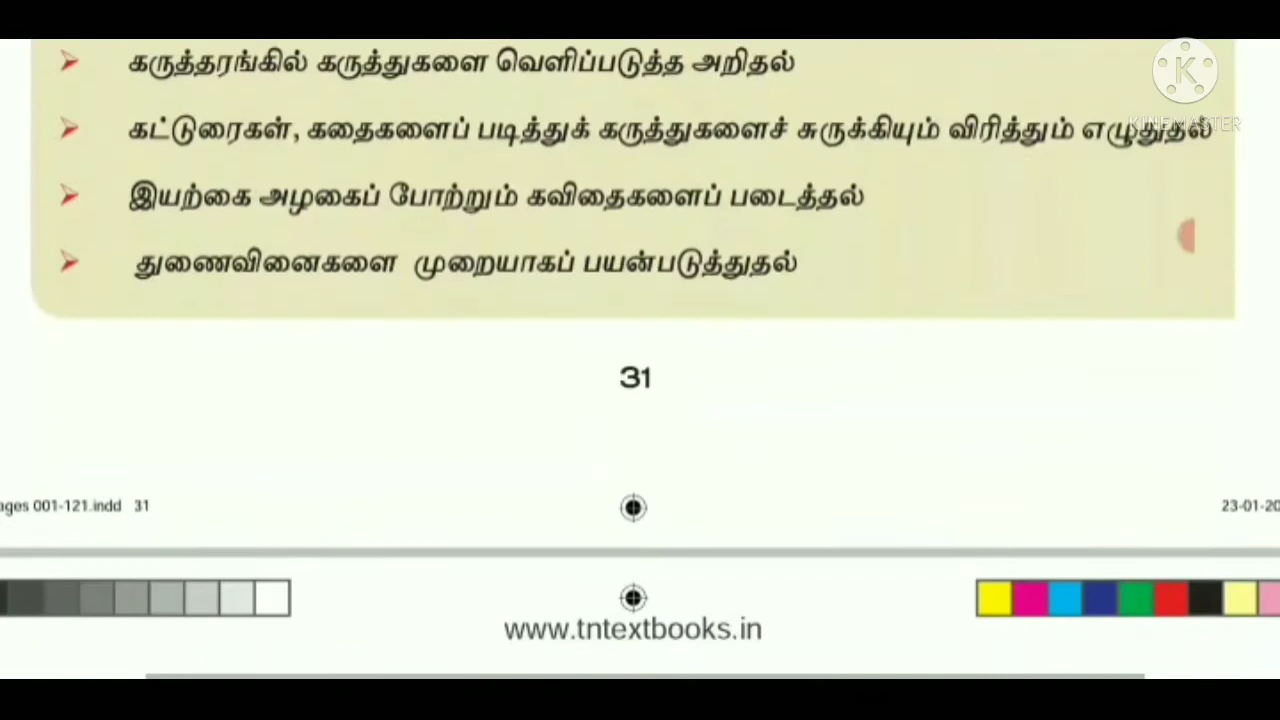 கருத்தரங்கில் கருத்துகளை வெளிப்படுத்த அறிதல்
K
KINEMASTER
கட்டுரைகள், கதைகளைப் படித்துக் கருத்துகளைச் சுருக்கியும் விரித்தும் எழுதுதல்
இயற்கை அழகைப் போற்றும் கவிதைகளைப் படைத்தல்
துணைவினைகளை முறையாகப் பயன்படுத்துதல்
31
ages 001-121.indd 31
23-01-20
www.tntextbooks.in